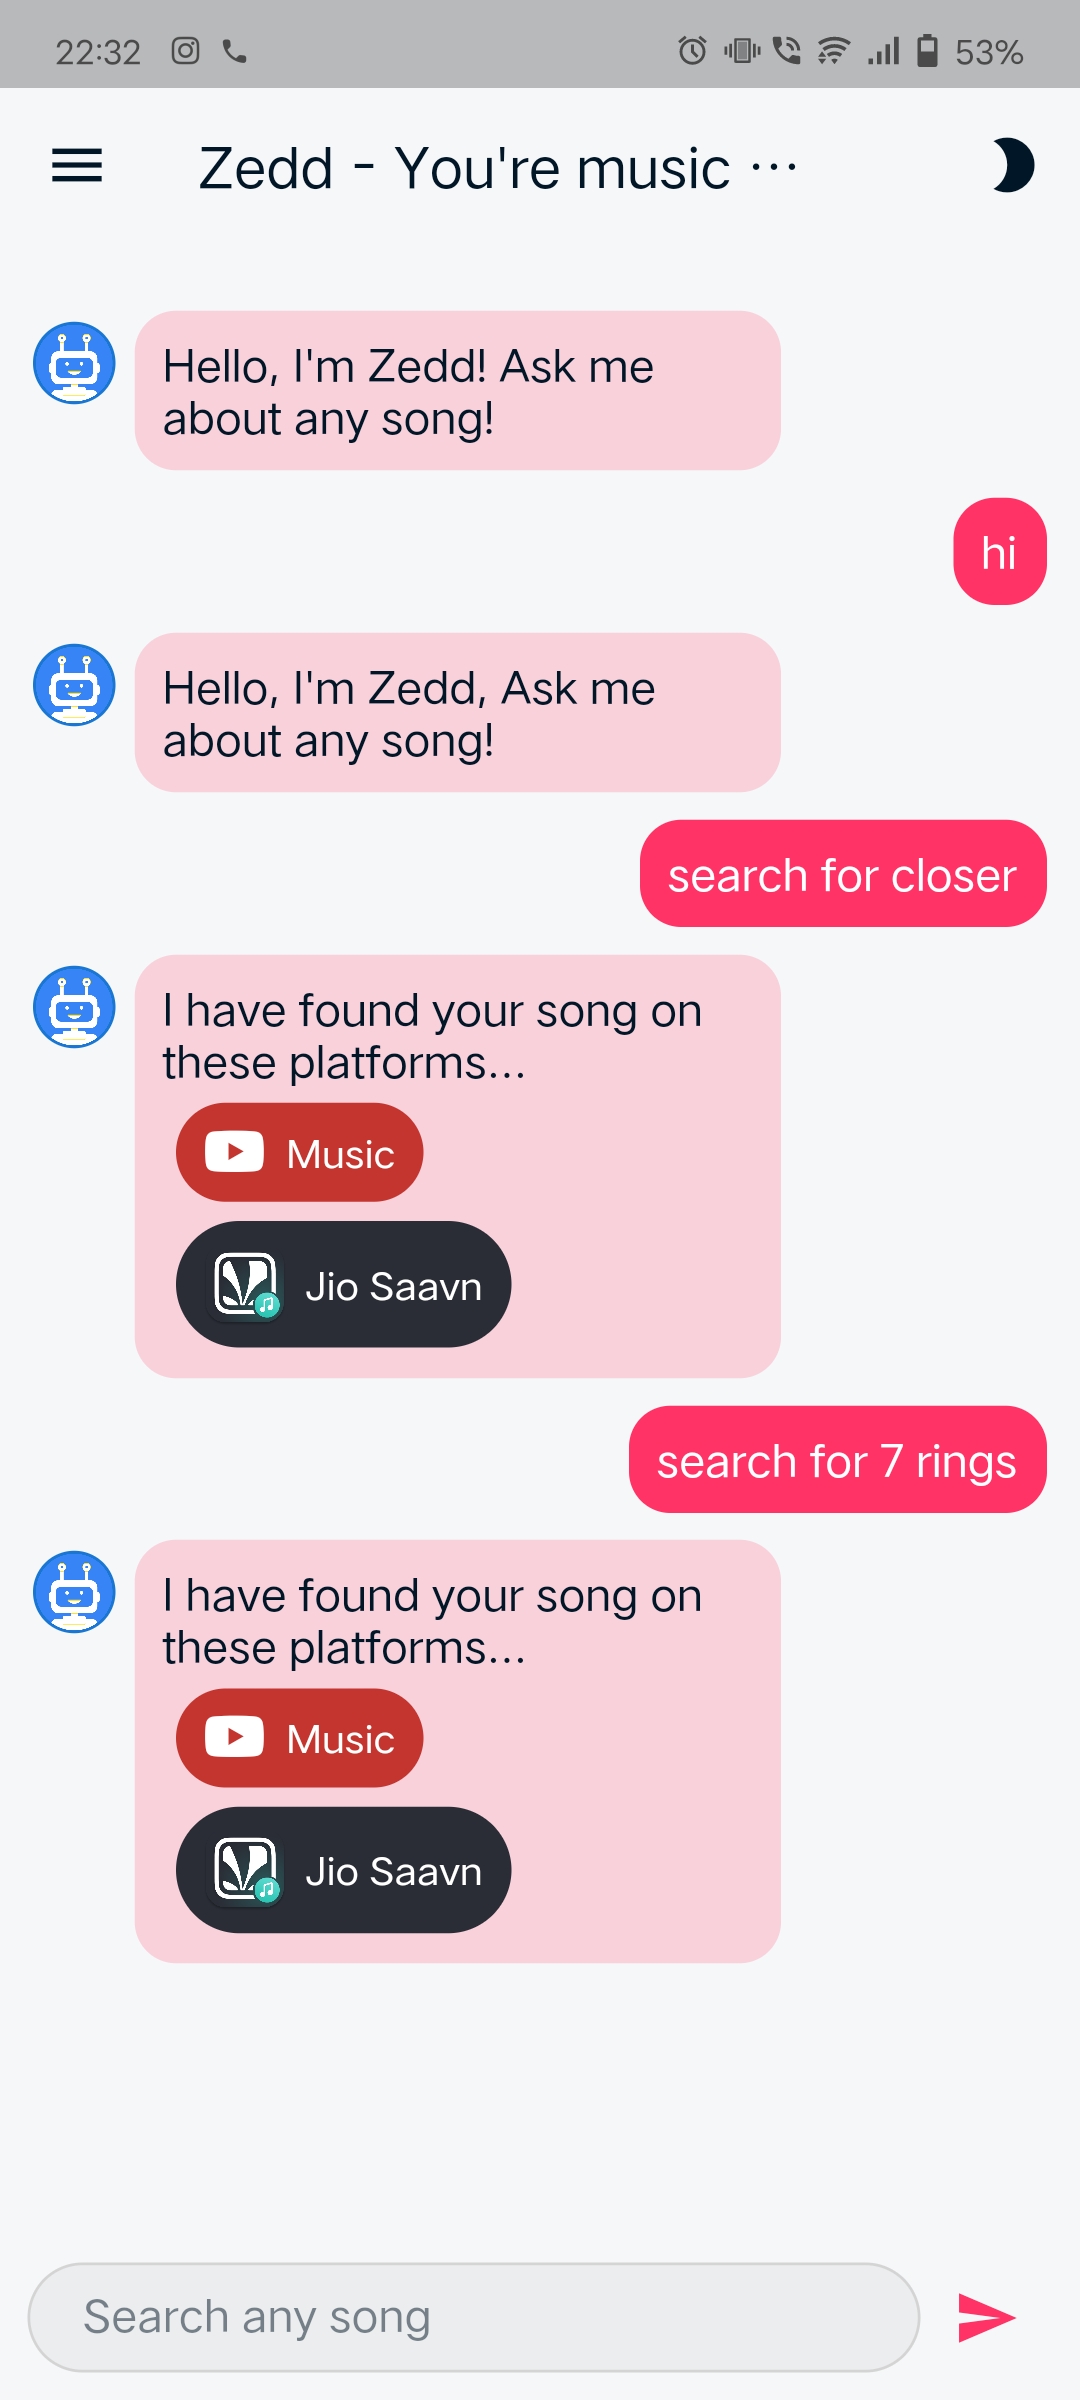 22:32 53%
Zedd - You're music ···
Hello, I'm Zedd! Ask me
about any song!
hi
Hello, I'm Zedd, Ask me
about any song!
search for closer
I have found your song on
these platforms...
Music
Jio Saavn
search for 7 rings
I have found your song on
these platforms...
Music
Jio Saavn
Search any song